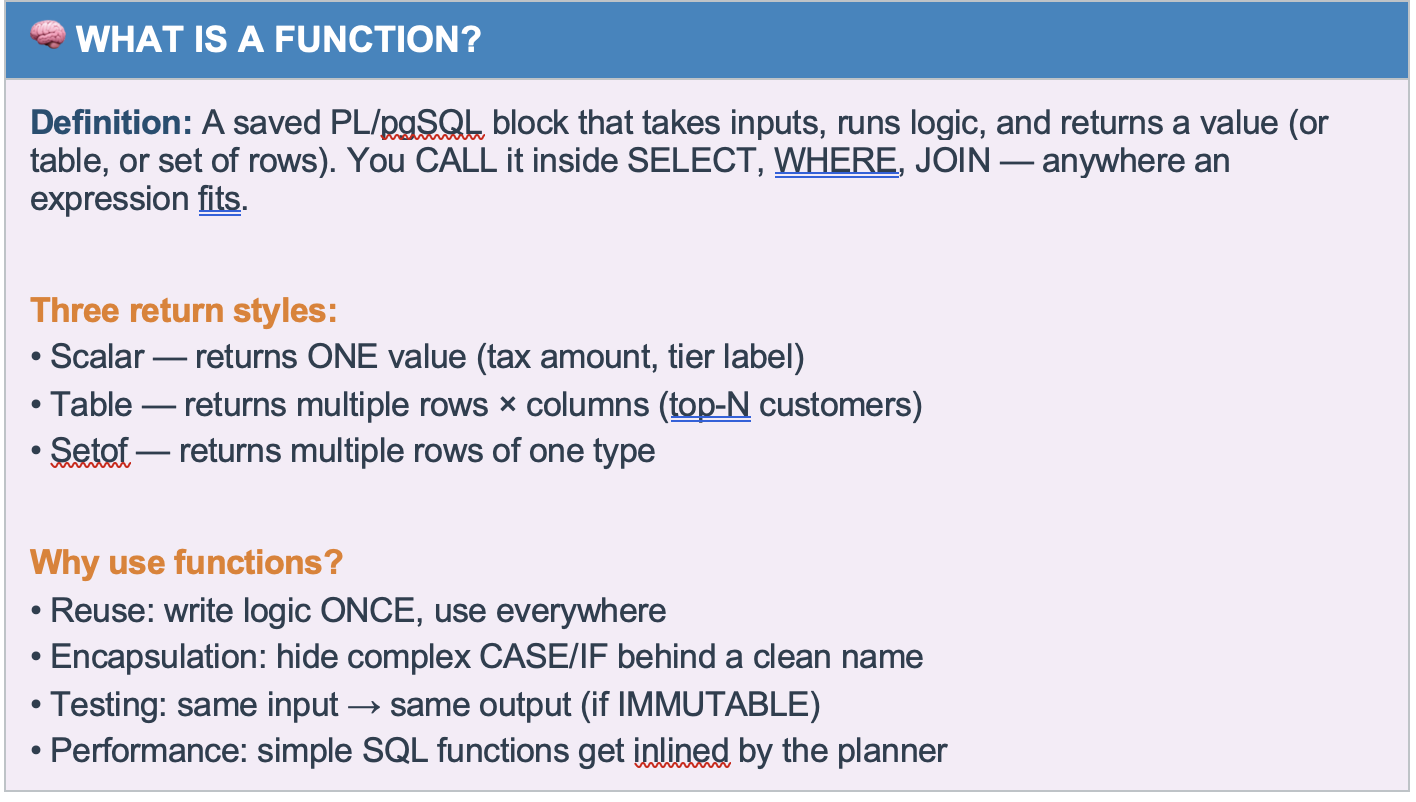 🧠 WHAT IS A FUNCTION?
Definition: A saved PL/pgSQL block that takes inputs, runs logic, and returns a value (or
table, or set of rows). You CALL it inside SELECT, WHERE, JOIN — anywhere an
expression fits.
Three return styles:
• Scalar — returns ONE value (tax amount, tier label)
• Table — returns multiple rows × columns (top-N customers)
• Setof — returns multiple rows of one type
Why use functions?
• Reuse: write logic ONCE, use everywhere
• Encapsulation: hide complex CASE/IF behind a clean name
• Testing: same input → same output (if IMMUTABLE)
• Performance: simple SQL functions get inlined by the planner